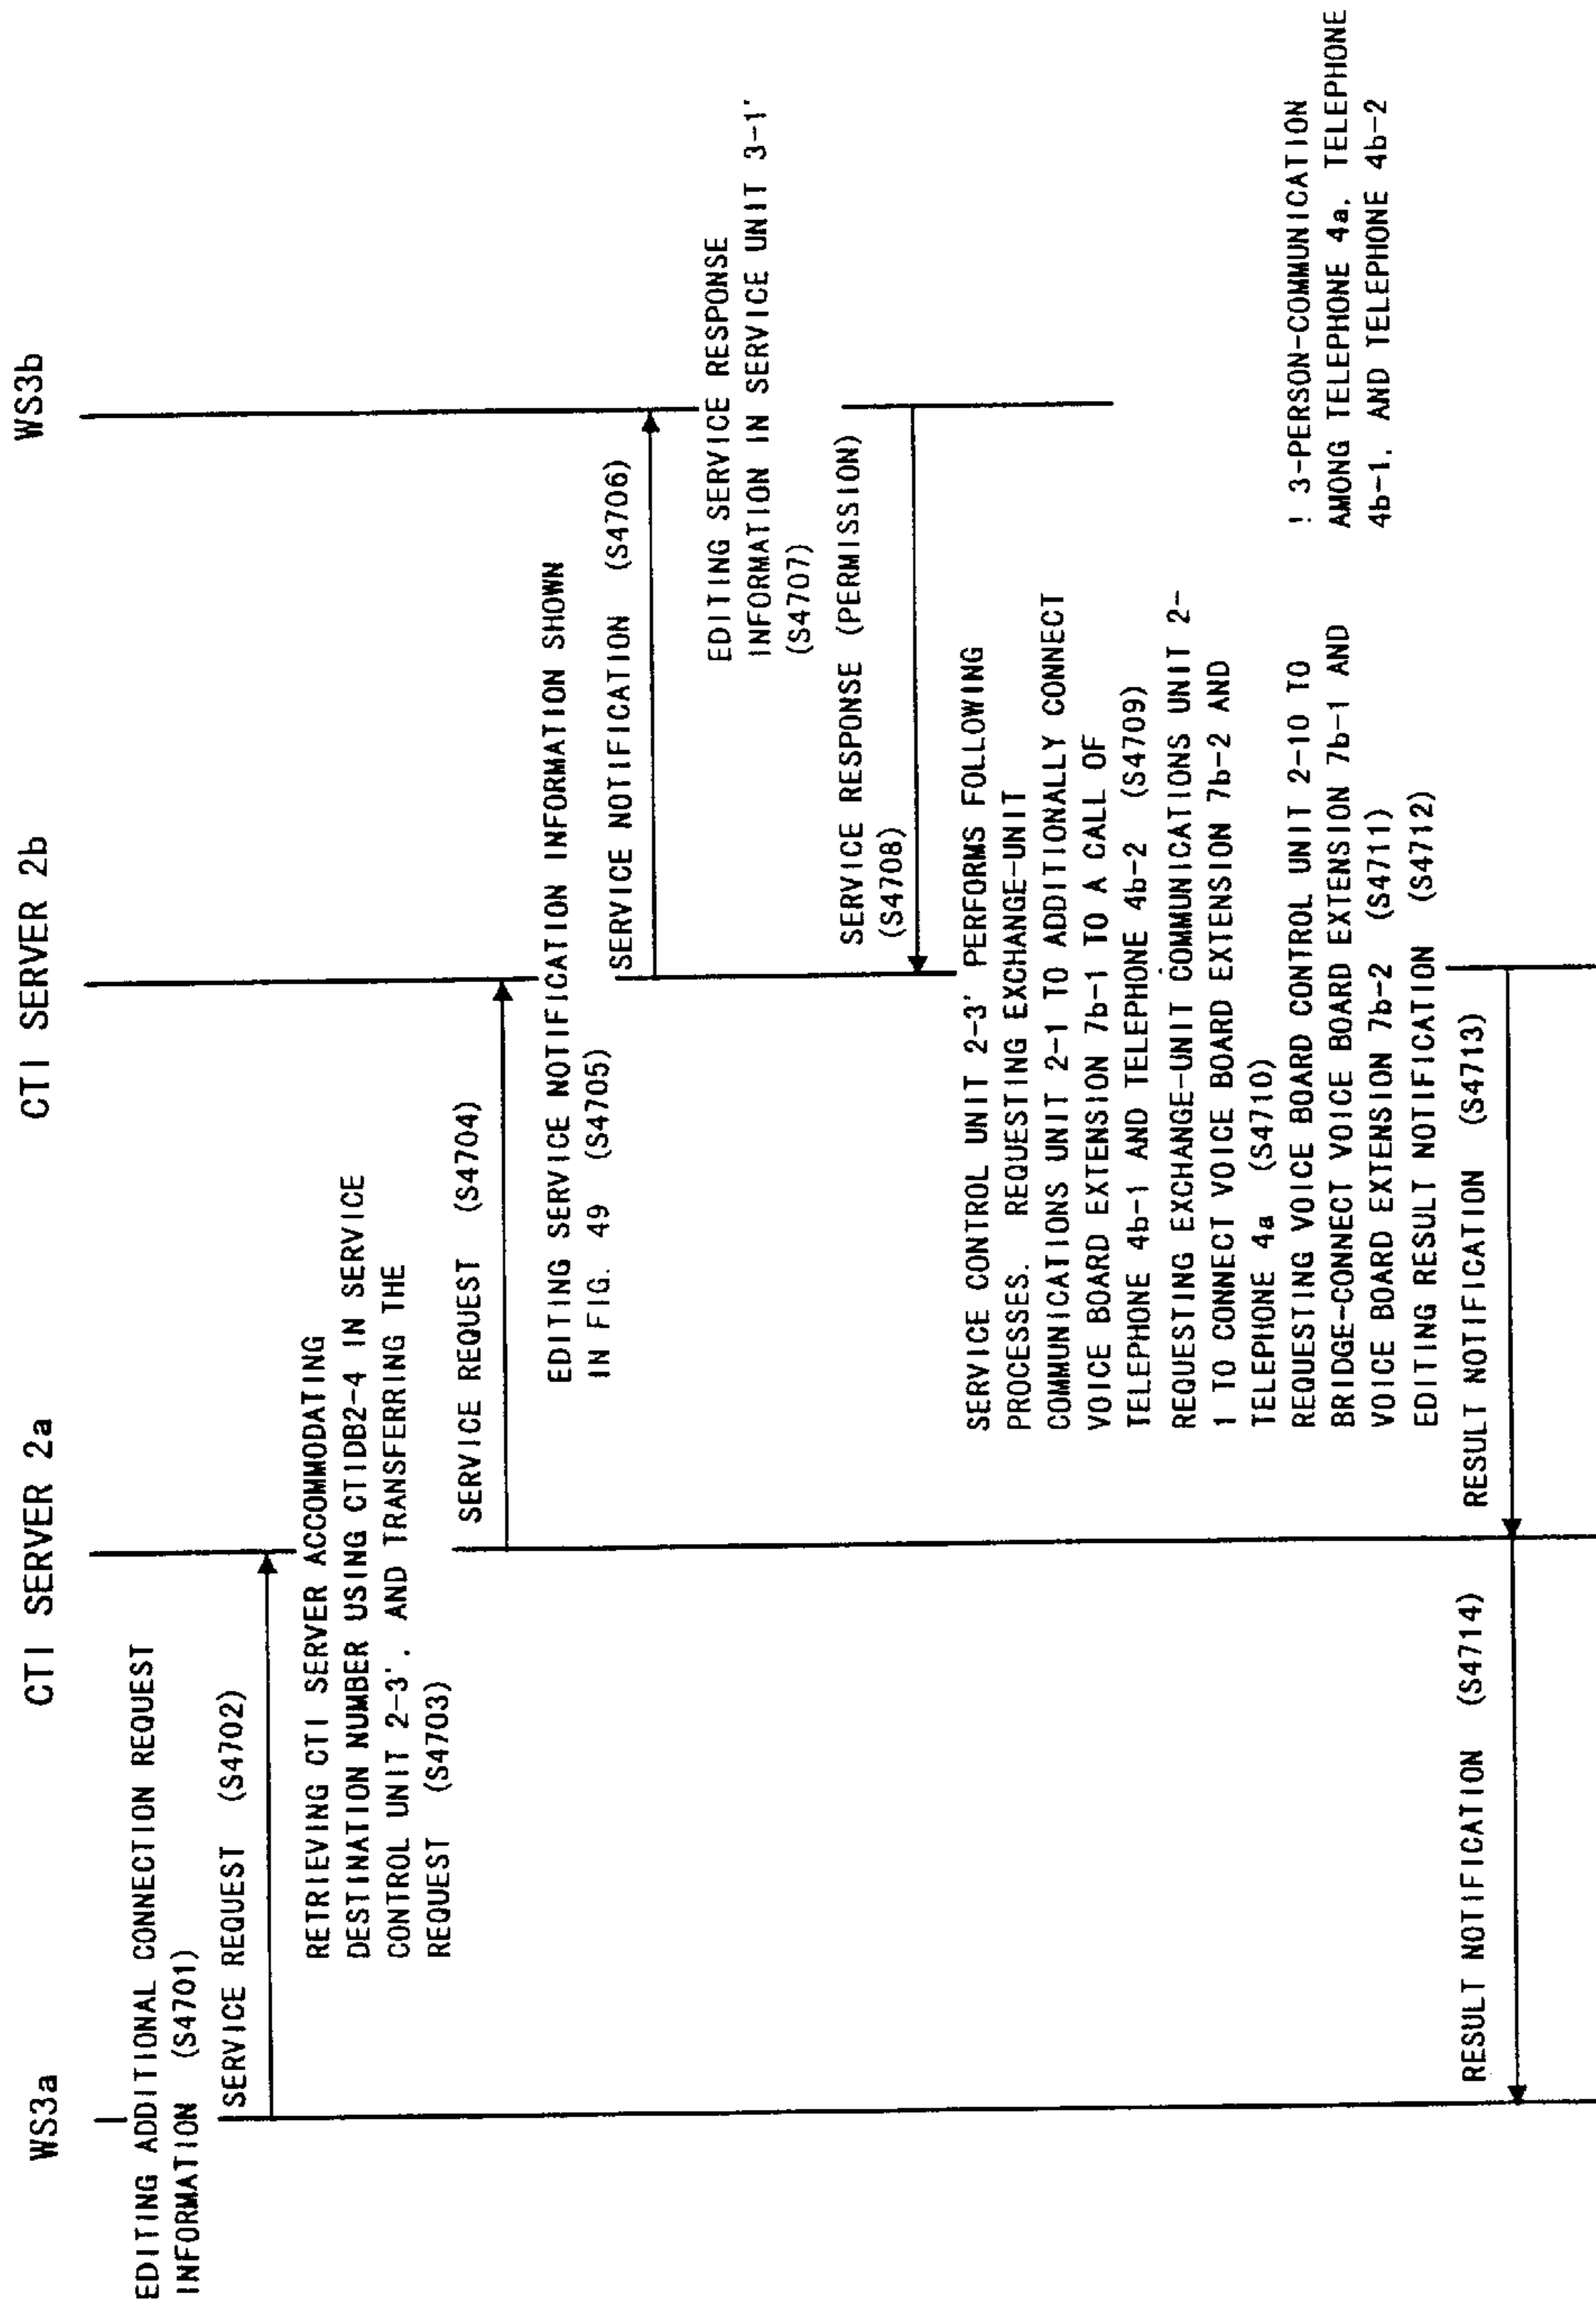 WS3a
CTI SERVER 2a
CTI SERVER 2b
WS3b
EDITING ADDITIONAL CONNECTION REQUEST
INFORMATION (S4701)
SERVICE REQUEST (S4702)
RETRIEVING CTI SERVER ACCOMMODATING
DESTINATION NUMBER USING CTIDB2-4 IN SERVICE
CONTROL UNIT 2-3', AND TRANSFERRING THE
REQUEST (S4703)
SERVICE REQUEST (S4704)
EDITING SERVICE NOTIFICATION INFORMATION SHOWN
IN FIG. 49 (S4705)
SERVICE NOTIFICATION (S4706)
EDITING SERVICE RESPONSE
INFORMATION IN SERVICE UNIT 3-1'
(S4707)
SERVICE RESPONSE (PERMISSION)
(S4708)
SERVICE CONTROL UNIT 2-3' PERFORMS FOLLOWING
PROCESSES. REQUESTING EXCHANGE-UNIT
COMMUNICATIONS UNIT 2-1 TO ADDITIONALLY CONNECT
VOICE BOARD EXTENSION 7b-1 TO A CALL OF
TELEPHONE 4b-1 AND TELEPHONE 4b-2 (S4709)
REQUESTING EXCHANGE-UNIT COMMUNICATIONS UNIT 2-
1 TO CONNECT VOICE BOARD EXTENSION 7b-2 AND
TELEPHONE 4a (S4710)
REQUESTING VOICE BOARD CONTROL UNIT 2-10 TO
BRIDGE-CONNECT VOICE BOARD EXTENSION 7b-1 AND
VOICE BOARD EXTENSION 7b-2 (S4711)
EDITING RESULT NOTIFICATION (S4712)
! 3-PERSON-COMMUNICATION
AMONG TELEPHONE 4a, TELEPHONE
4b-1, AND TELEPHONE 4b-2
RESULT NOTIFICATION (S4713)
RESULT NOTIFICATION (S4714)